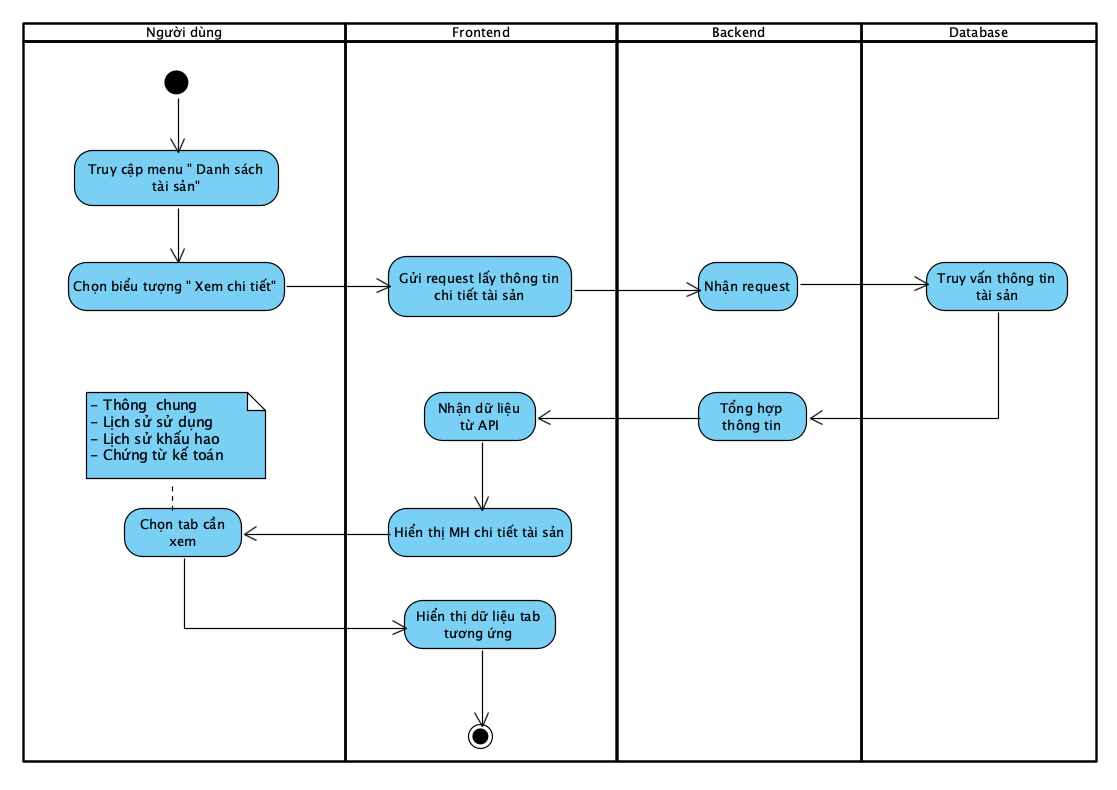 Người dùng
Frontend
Backend
Database
Truy cập menu " Danh sách
tài sản"
Chọn biểu tượng " Xem chi tiết"
Gửi request lấy thông tin
chi tiết tài sản
Nhận request
Truy vấn thông tin
tài sản
- Thông  chung
- Lịch sử sử dụng
- Lịch sử khấu hao
- Chứng từ kế toán
Nhận dữ liệu
từ API
Tổng hợp
thông tin
Chọn tab cần
xem
Hiển thị MH chi tiết tài sản
Hiển thị dữ liệu tab
tương ứng